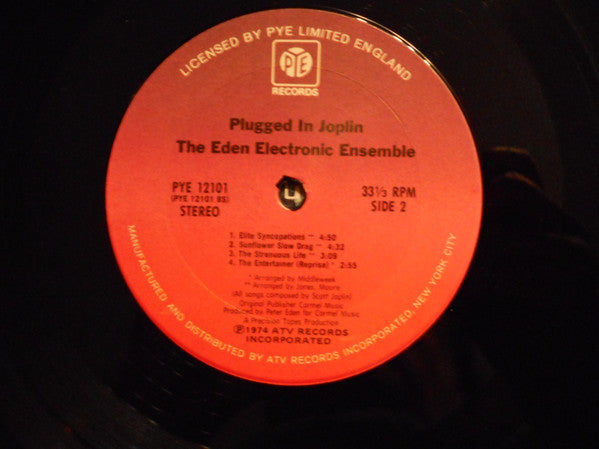 LICENSED BY PYE LIMITED ENGLAND
PYE
RECORDS
Plugged In Joplin
The Eden Electronic Ensemble
PYE 12101
(PYE 12101 BS)
STEREO
33⅓ RPM
SIDE 2
1. Elite Syncopations ** 4:50
2. Sunflower Slow Drag ** 4:32
3. The Strenuous Life ** 3:09
4. The Entertainer (Reprise) * 2:55
* Arranged by Middleweek
** Arranged by Jones, Moore
(All songs composed by Scott Joplin)
Original Publisher Carmel Music
Produced by Peter Eden for Carmel Music
A Precision Tapes Production
℗1974 ATV RECORDS
INCORPORATED
MANUFACTURED AND DISTRIBUTED BY ATV RECORDS INCORPORATED, NEW YORK CITY